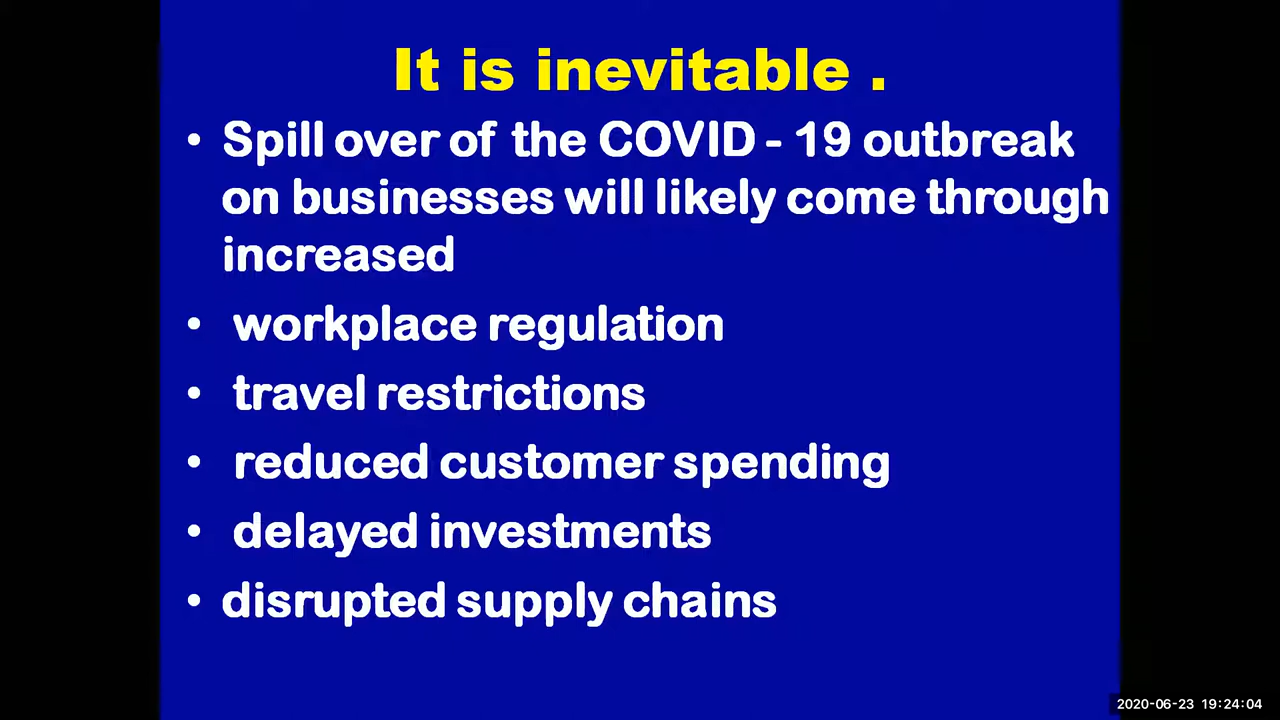 It is inevitable .
• Spill over of the COVID - 19 outbreak
on businesses will likely come through
increased
• workplace regulation
• travel restrictions
• reduced customer spending
• delayed investments
• disrupted supply chains
2020-06-23 19:24:04